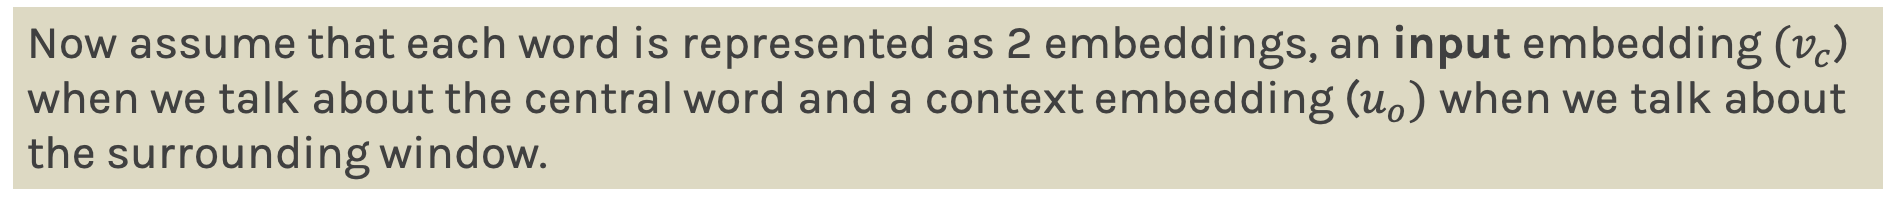 Now assume that each word is represented as 2 embeddings, an input embedding (v_c)
when we talk about the central word and a context embedding (u_o) when we talk about
the surrounding window.